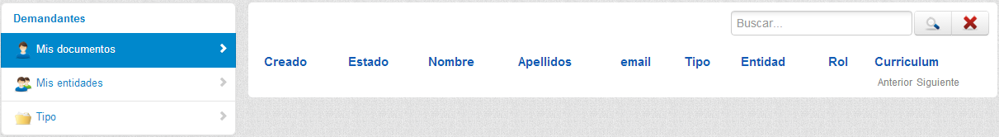 Demandantes
Mis documentos
Mis entidades
Tipo
Buscar...
Creado Estado Nombre Apellidos email Tipo Entidad Rol Curriculum
Anterior Siguiente